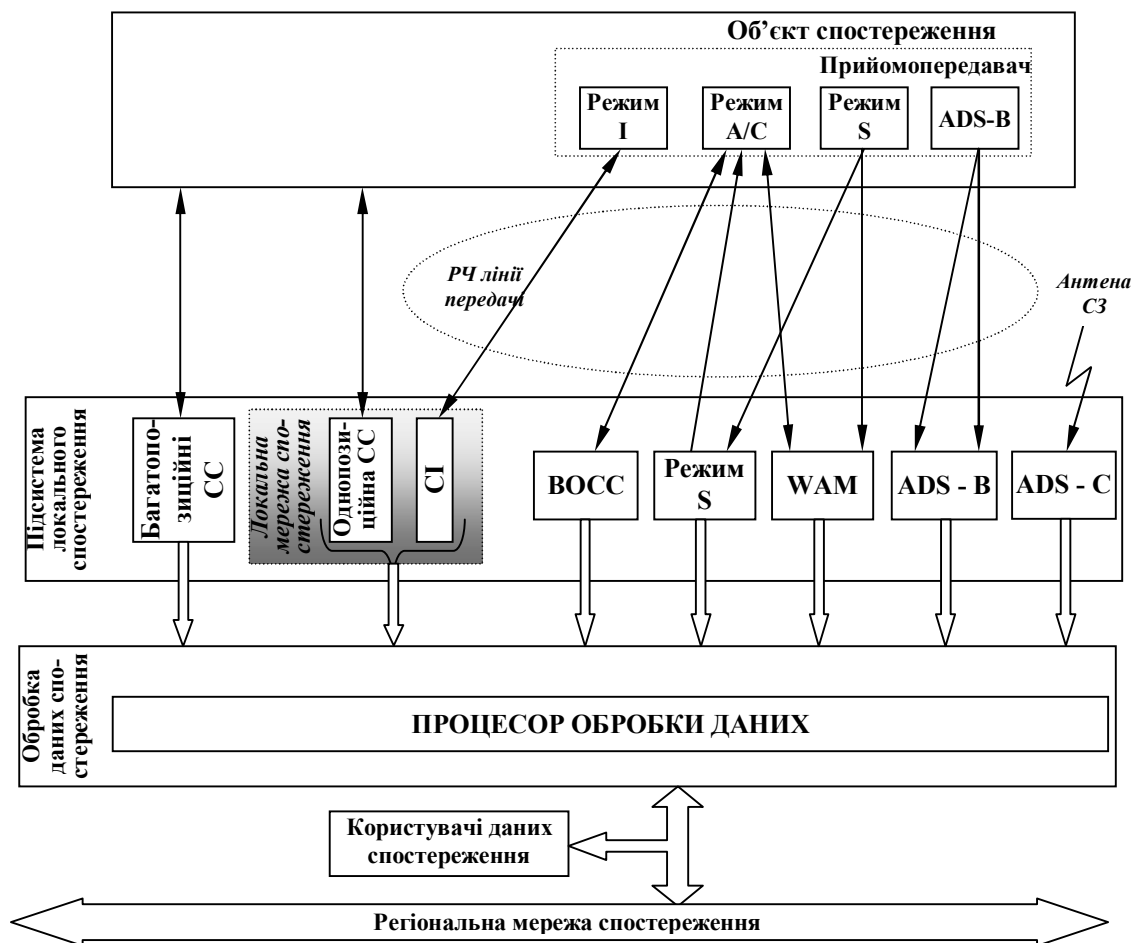 Об’єкт спостереження
Прийомопередавач
Режим
I
Режим
A/C
Режим
S
ADS-B
РЧ лінії
передачі
Антена
СЗ
Підсистема
локального
спостереження
Багатопо-
зиційні
СС
Локальна
мережа спо-
стереження
Однопози-
ційна СС
СІ
ВОСС
Режим
S
WAM
ADS - B
ADS - C
Обробка
даних спо-
стереження
ПРОЦЕСОР ОБРОБКИ ДАНИХ
Користувачі даних
спостереження
Регіональна мережа спостереження